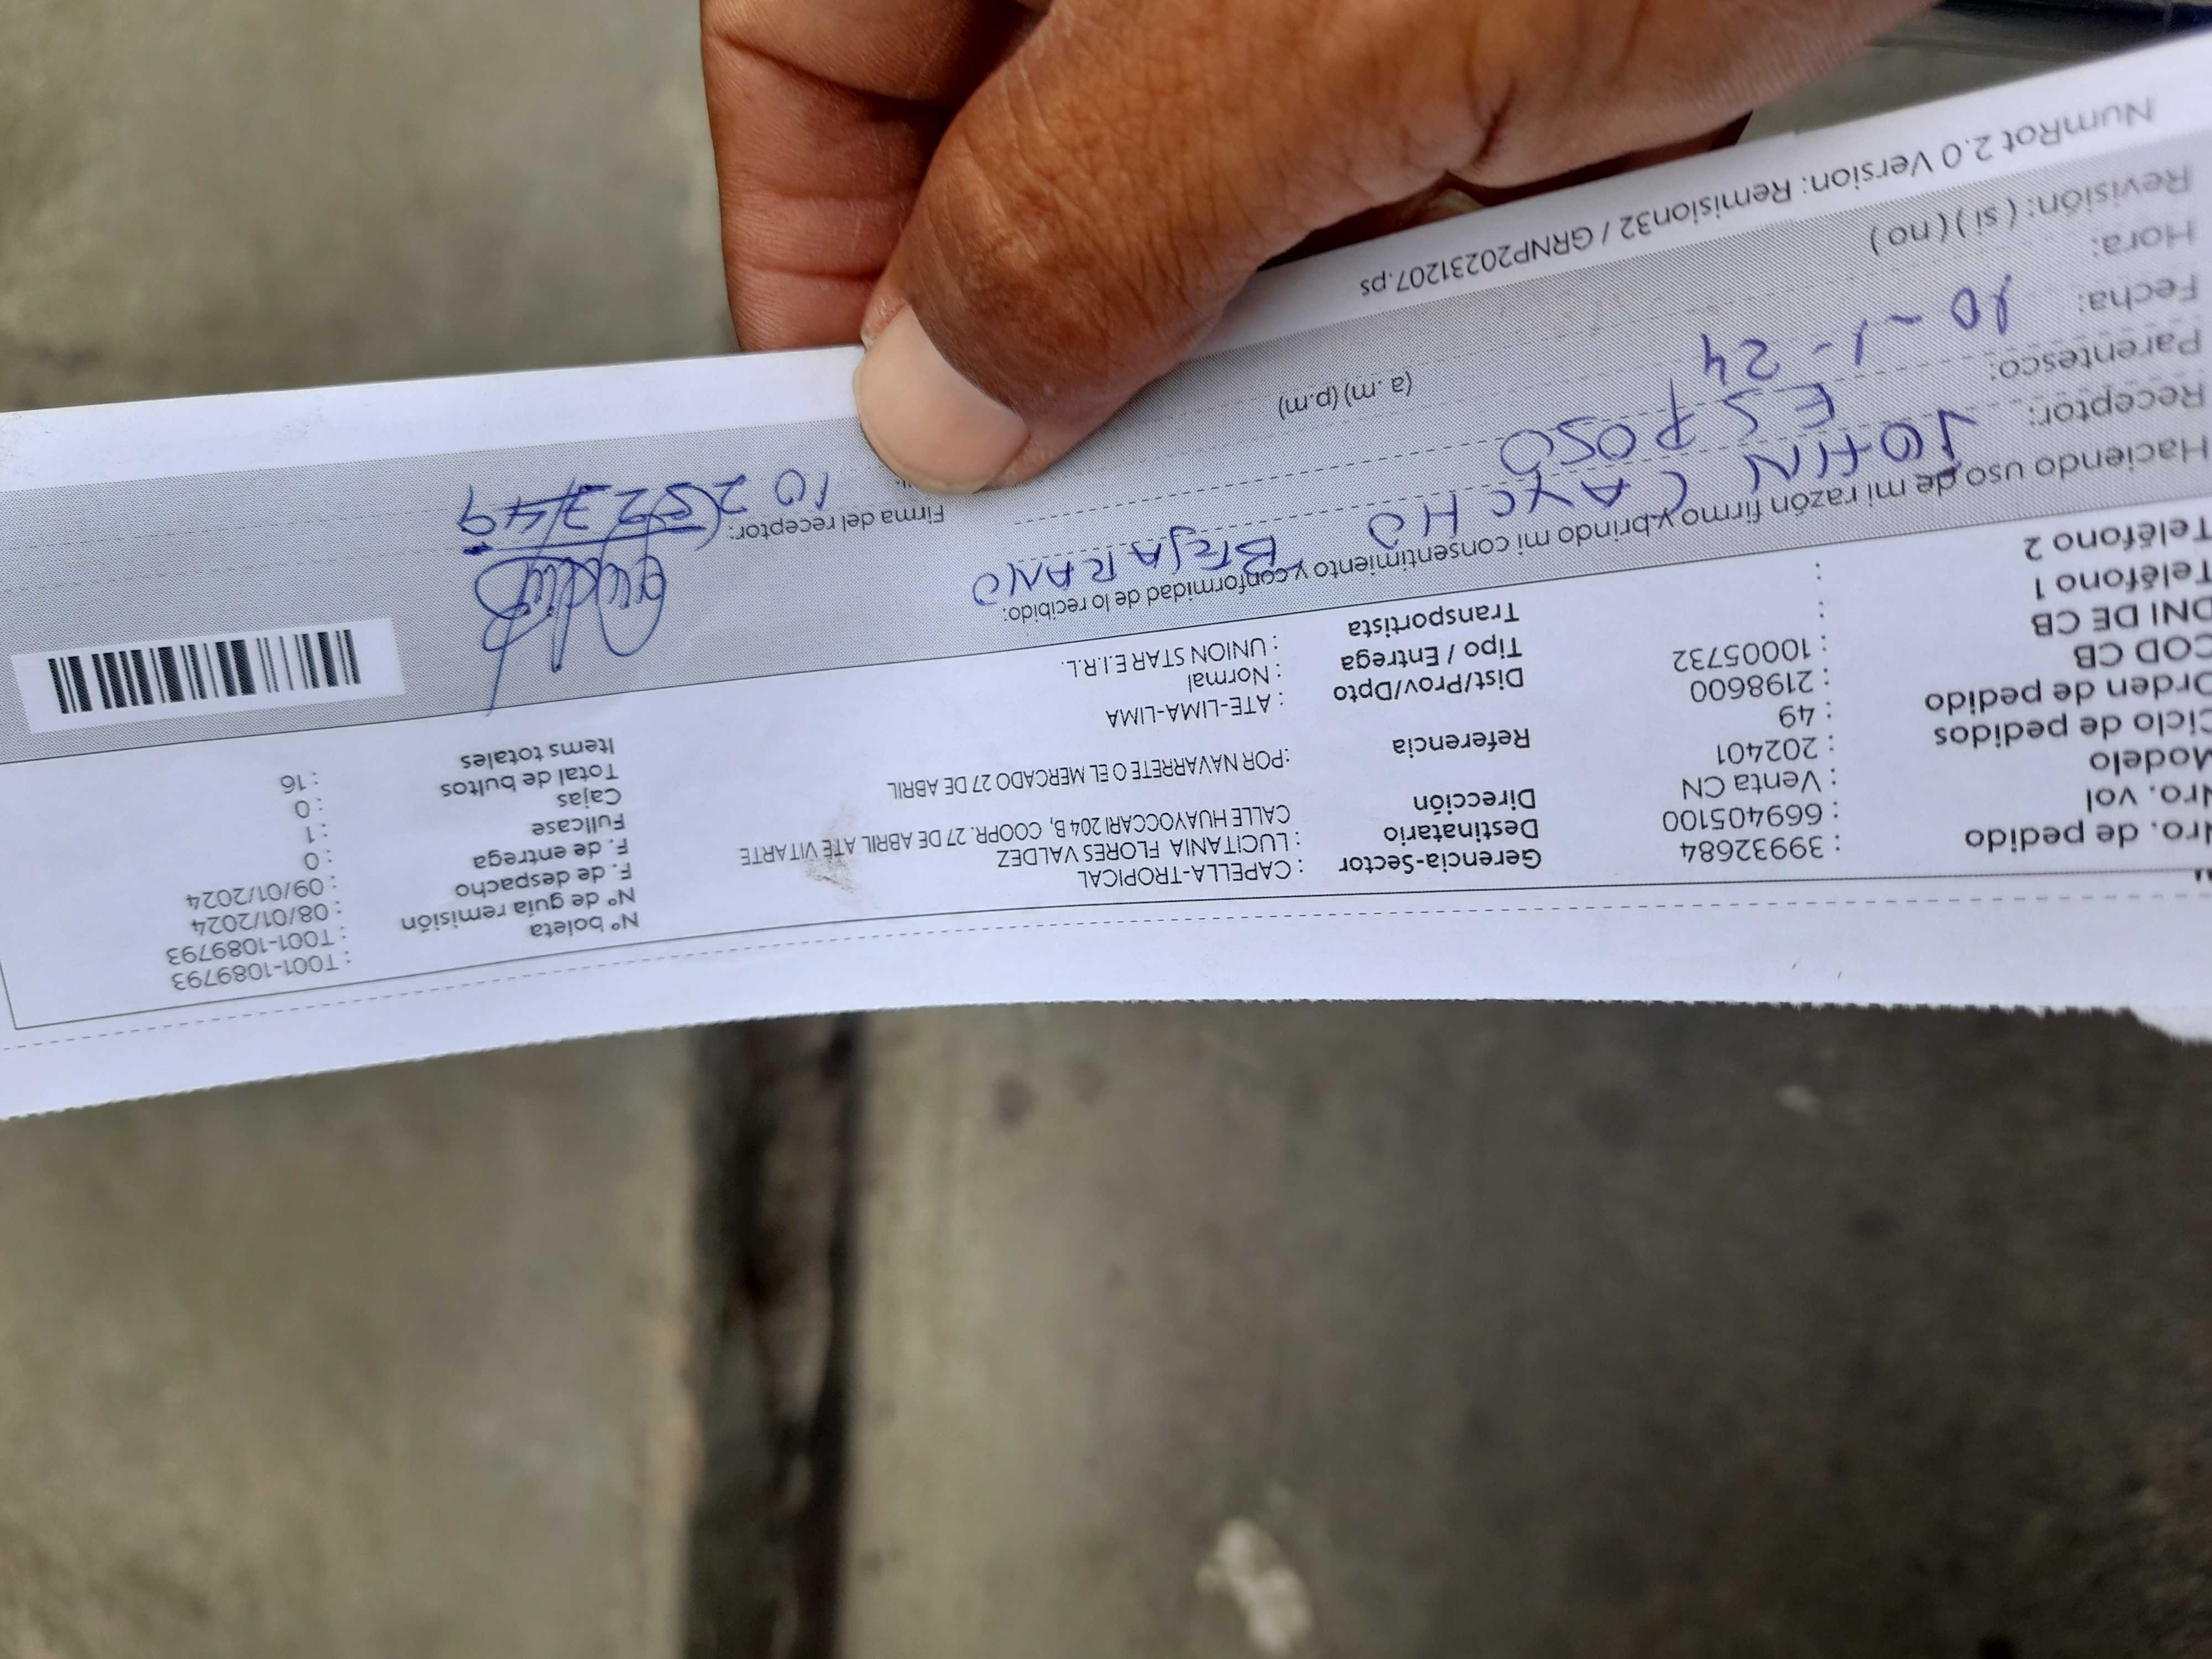 Nro. de pedido : 39932684
Nro. vol : 669405100
Modelo : Venta CN
Ciclo de pedidos : 202401
Orden de pedido : 49
COD CB : 2198600
DNI DE CB : 10005732
Teléfono 1 :
Teléfono 2 :
Gerencia-Sector : CAPELLA-TROPICAL
Destinatario : LUCITANIA FLORES VALDEZ
Dirección CALLE HUAYOCCARI 204 B, COOPR. 27 DE ABRIL ATE VITARTE
Referencia :POR NAVARRETE O EL MERCADO 27 DE ABRIL
Dist/Prov/Dpto : ATE-LIMA-LIMA
Tipo / Entrega : Normal
Transportista : UNION STAR E.I.R.L.
Nº boleta : T001-1089793
Nº de guia remisión : T001-1089793
F. de despacho : 08/01/2024
F. de entrega : 09/01/2024
Fullcase : 0
Cajas : 1
Total de bultos : 0
Items totales : 16
Haciendo uso de mi razón firmo y brindo mi consentimiento y conformidad de lo recibido:
Receptor: JOHN CAYCHO BEJARANO
Parentesco: ESPOSO
Fecha: 10-1-24
Hora: (a.m) (p.m)
Revisión: ( si ) ( no )
Firma del receptor:
NumRot 2.0 Version: Remision32 / GRNP20231207.ps